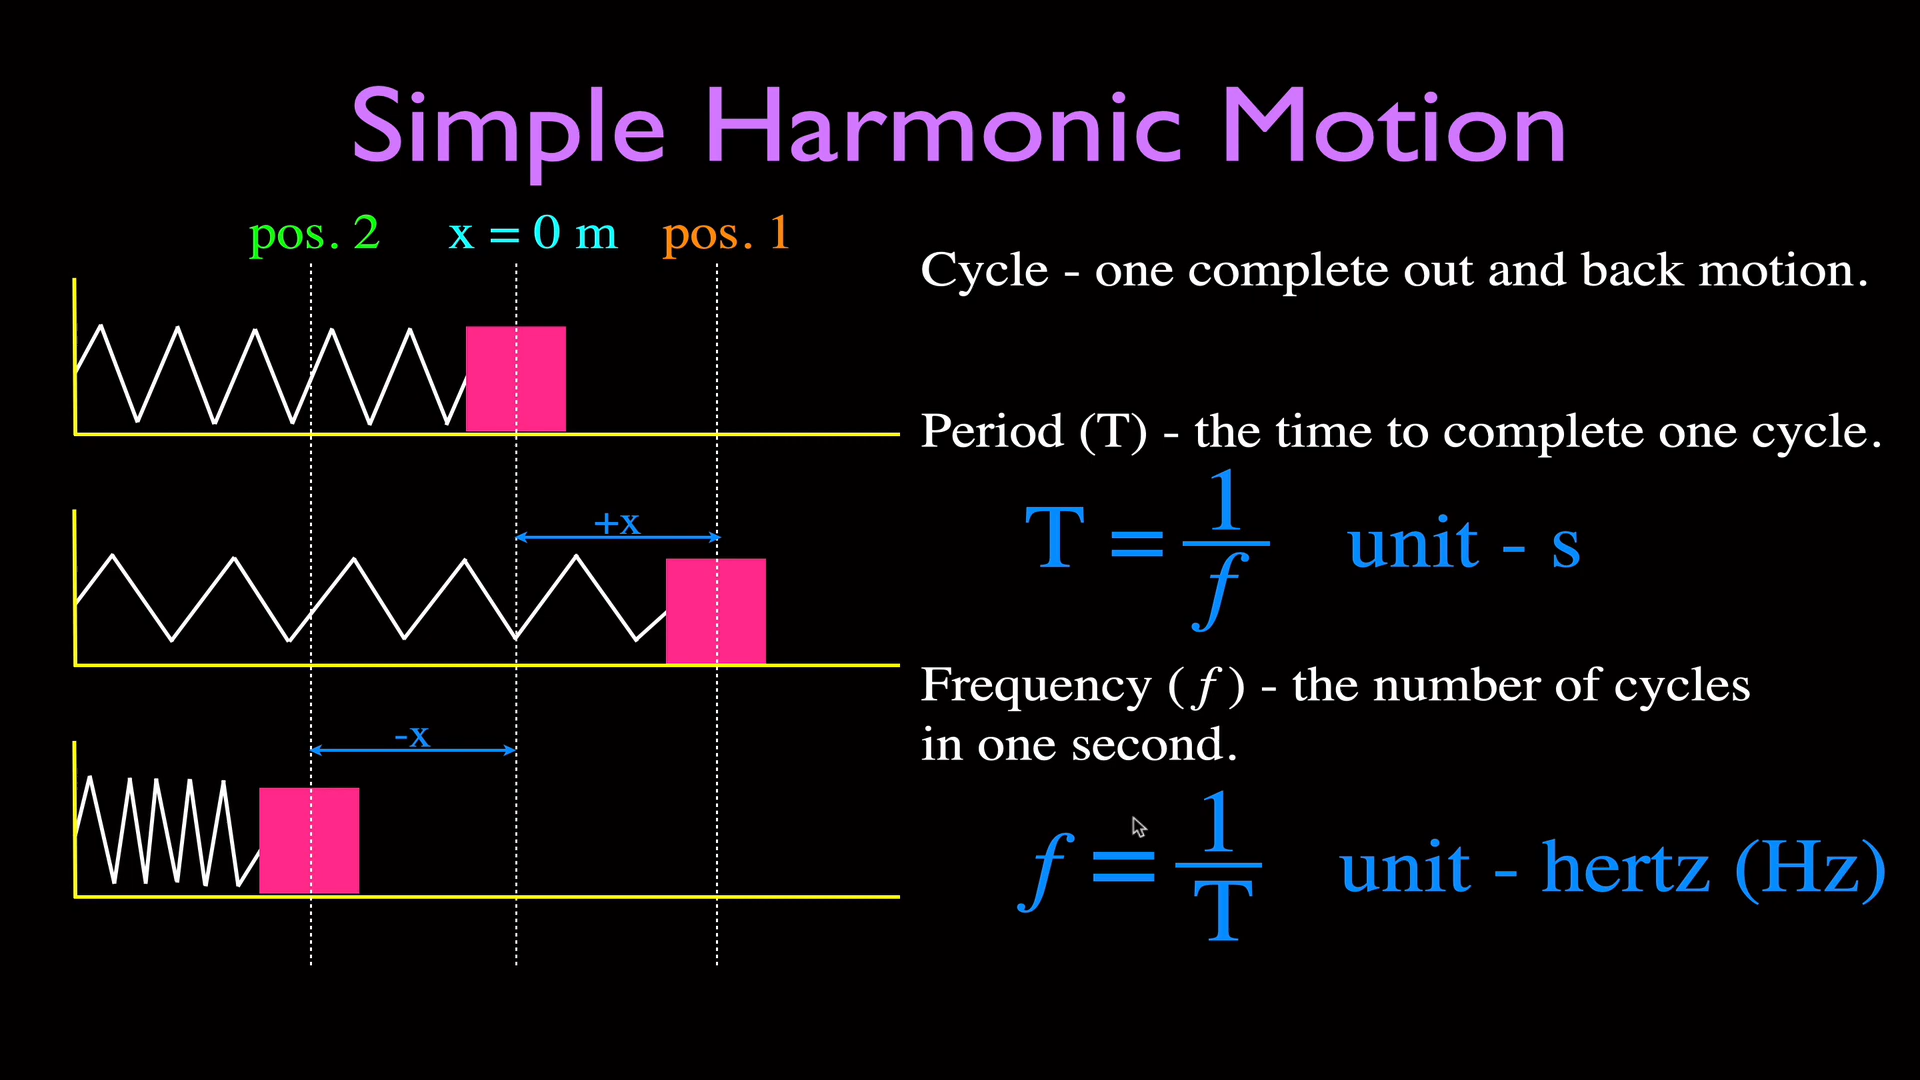 Simple Harmonic Motion
pos. 2 x = 0 m pos. 1
+x
-x
Cycle - one complete out and back motion.
Period (T) - the time to complete one cycle.
T = 1/f unit - s
Frequency (f) - the number of cycles
in one second.
f = 1/T unit - hertz (Hz)